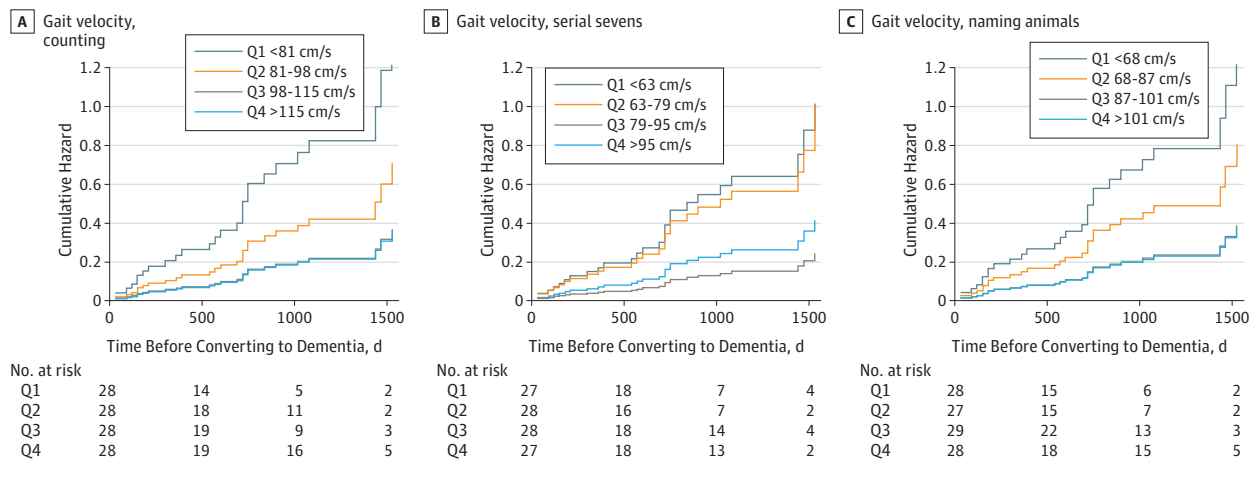 A Gait velocity,
counting
Q1 <81 cm/s
Q2 81-98 cm/s
Q3 98-115 cm/s
Q4 >115 cm/s
Cumulative Hazard
1.2
1.0
0.8
0.6
0.4
0.2
0
0 500 1000 1500
Time Before Converting to Dementia, d
No. at risk
Q1 28 14 5 2
Q2 28 18 11 2
Q3 28 19 9 3
Q4 28 19 16 5
B Gait velocity, serial sevens
Q1 <63 cm/s
Q2 63-79 cm/s
Q3 79-95 cm/s
Q4 >95 cm/s
Cumulative Hazard
1.2
1.0
0.8
0.6
0.4
0.2
0
0 500 1000 1500
Time Before Converting to Dementia, d
No. at risk
Q1 27 18 7 4
Q2 28 16 7 2
Q3 28 18 14 4
Q4 27 18 13 2
C Gait velocity, naming animals
Q1 <68 cm/s
Q2 68-87 cm/s
Q3 87-101 cm/s
Q4 >101 cm/s
Cumulative Hazard
1.2
1.0
0.8
0.6
0.4
0.2
0
0 500 1000 1500
Time Before Converting to Dementia, d
No. at risk
Q1 28 15 6 2
Q2 27 15 7 2
Q3 29 22 13 3
Q4 28 18 15 5